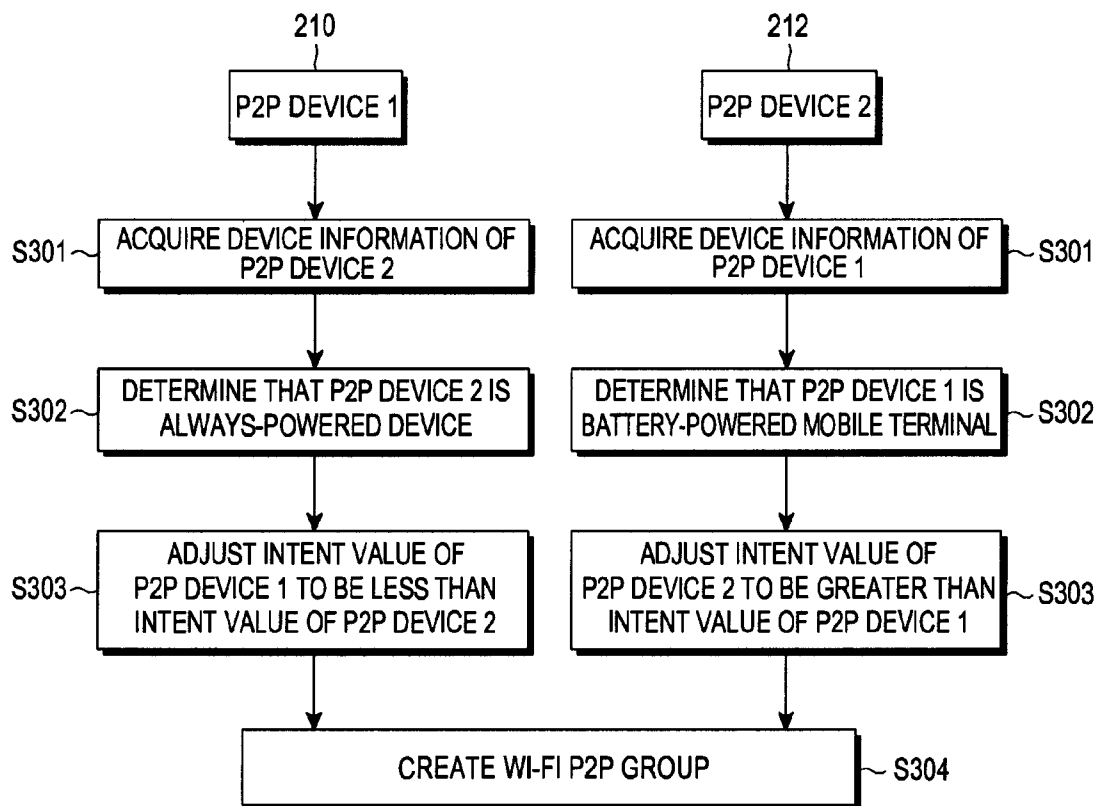 210
P2P DEVICE 1
S301
ACQUIRE DEVICE INFORMATION OF
P2P DEVICE 2
S302
DETERMINE THAT P2P DEVICE 2 IS
ALWAYS-POWERED DEVICE
S303
ADJUST INTENT VALUE OF
P2P DEVICE 1 TO BE LESS THAN
INTENT VALUE OF P2P DEVICE 2
212
P2P DEVICE 2
ACQUIRE DEVICE INFORMATION OF
P2P DEVICE 1
S301
DETERMINE THAT P2P DEVICE 1 IS
BATTERY-POWERED MOBILE TERMINAL
S302
ADJUST INTENT VALUE OF
P2P DEVICE 2 TO BE GREATER THAN
INTENT VALUE OF P2P DEVICE 1
S303
CREATE WI-FI P2P GROUP
S304